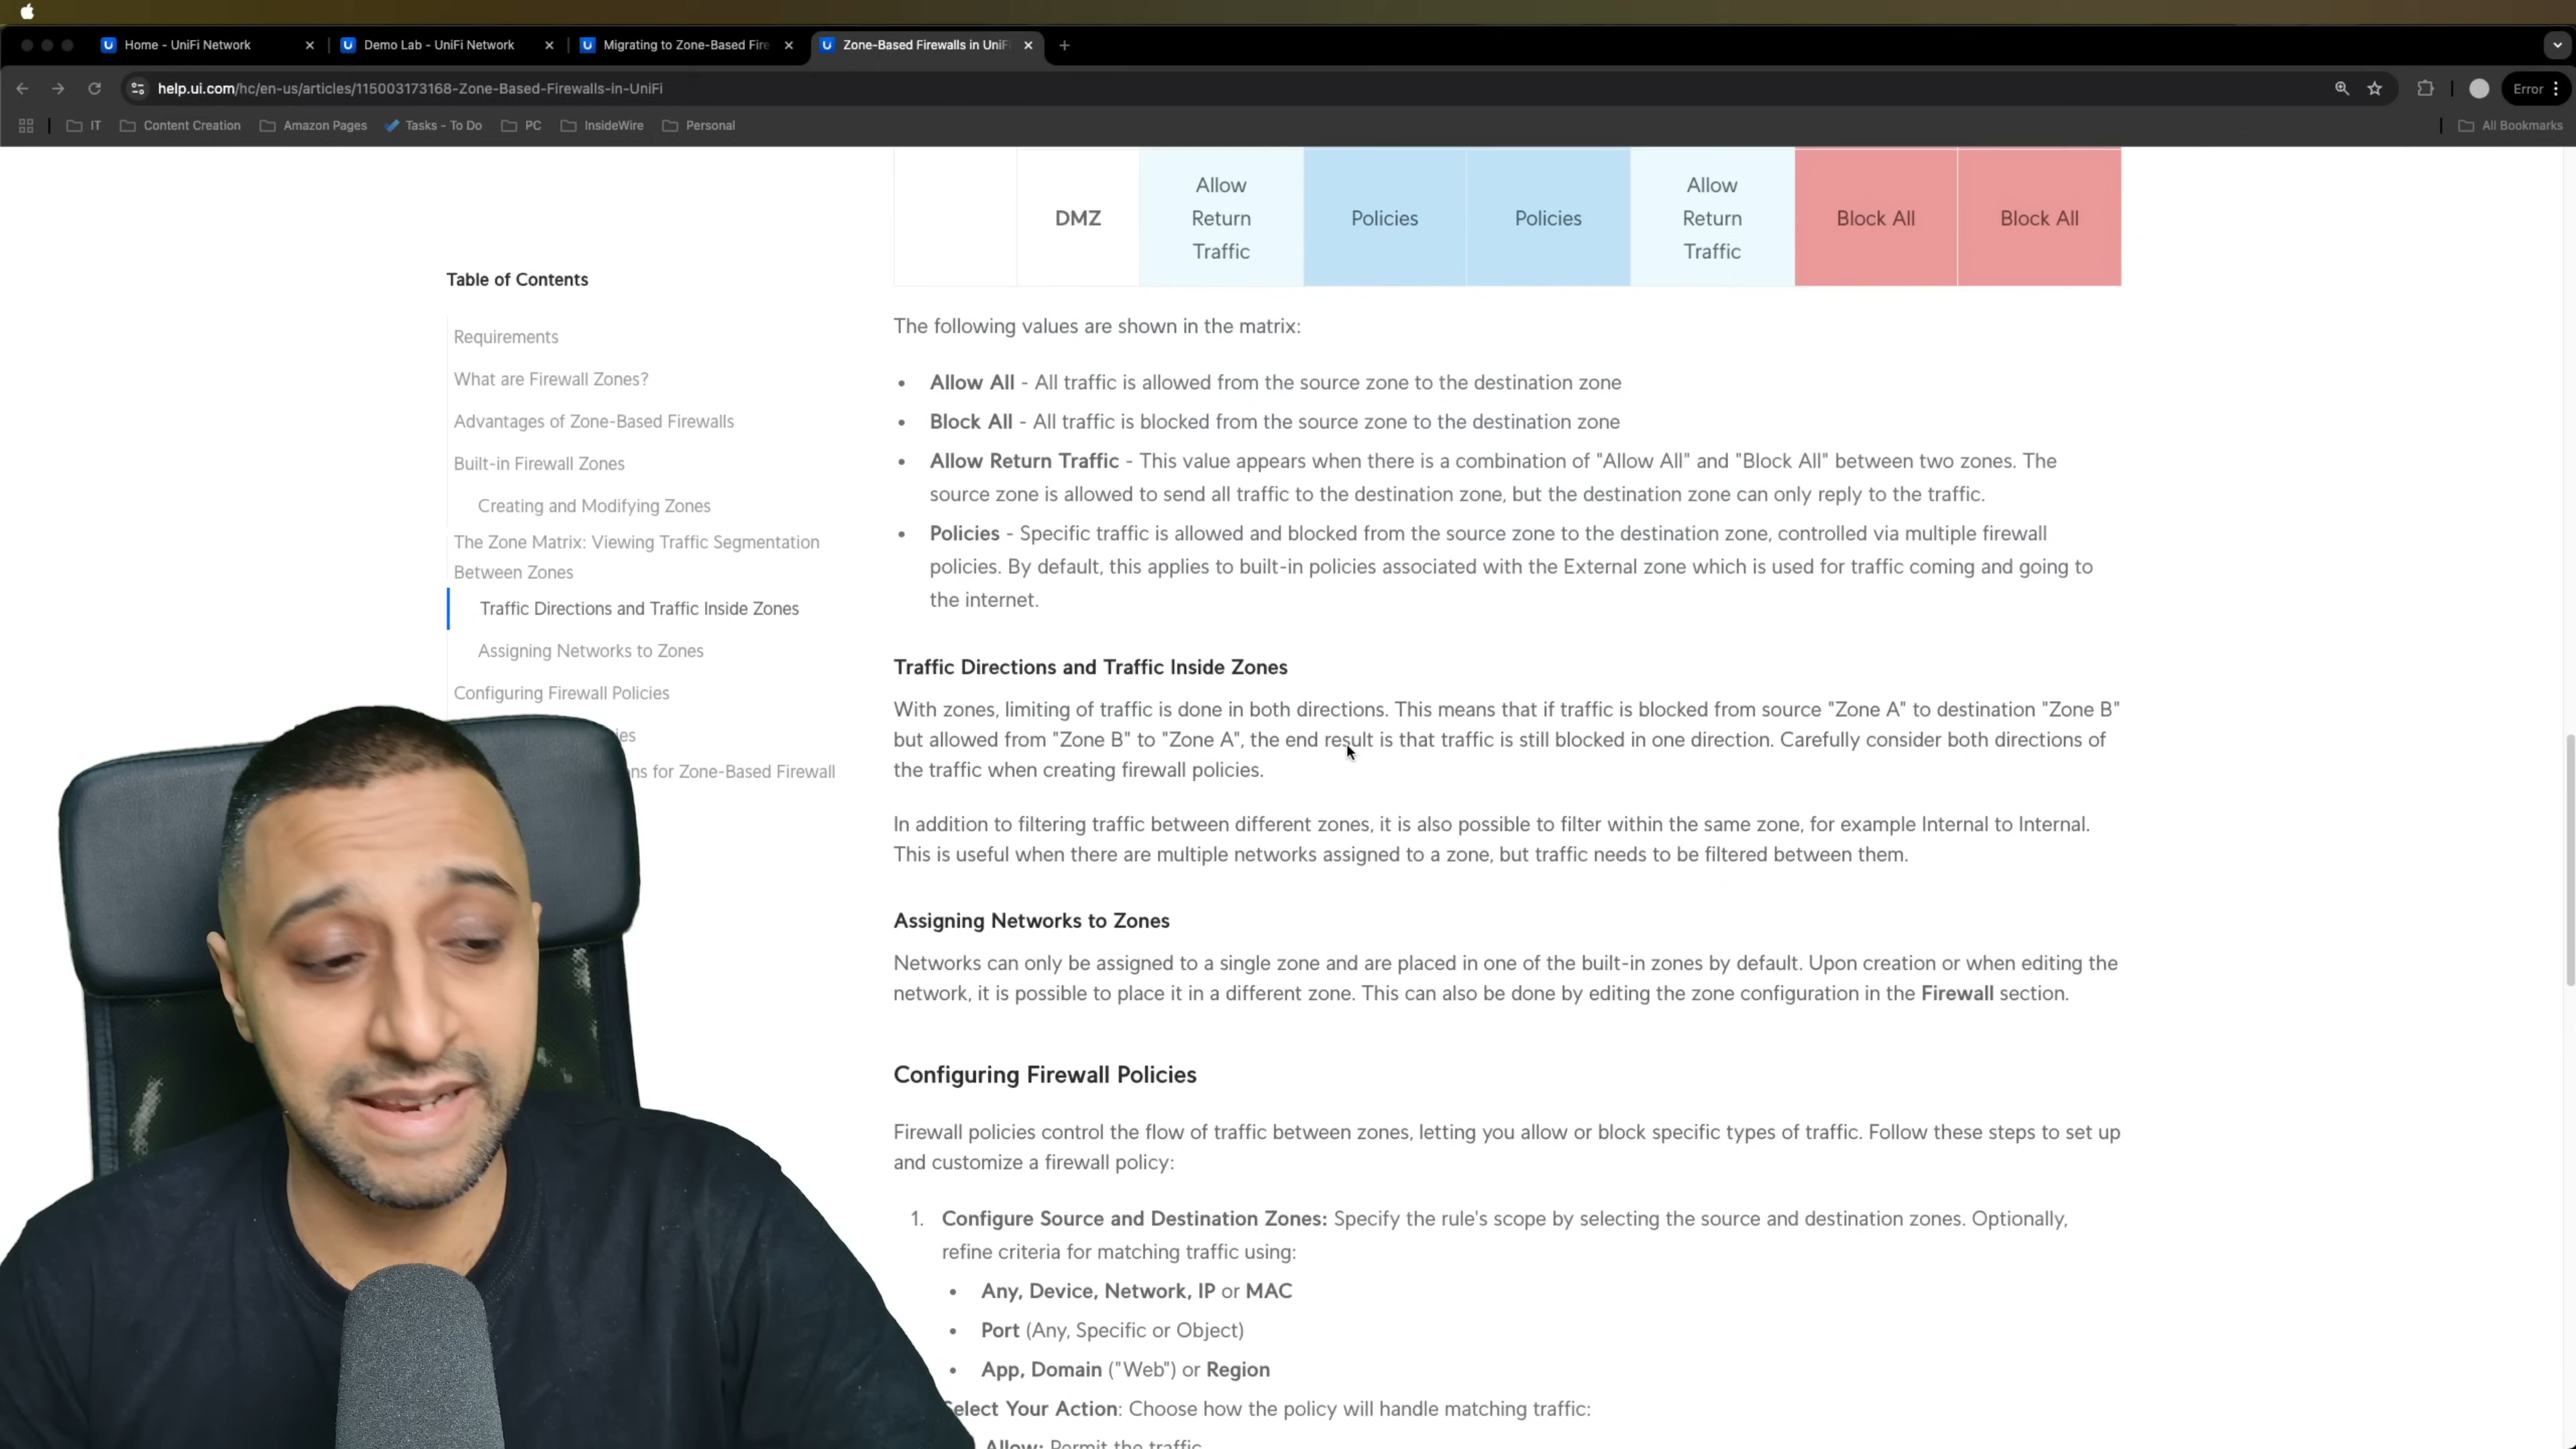 Home - UniFi Network
Demo Lab - UniFi Network
Migrating to Zone-Based Fire
Zone-Based Firewalls in UniFi
help.ui.com/hc/en-us/articles/115003173168-Zone-Based-Firewalls-in-UniFi
Error
IT
Content Creation
Amazon Pages
Tasks - To Do
PC
InsideWire
Personal
All Bookmarks
DMZ
Allow
Return
Traffic
Policies
Policies
Allow
Return
Traffic
Block All
Block All
Table of Contents
Requirements
What are Firewall Zones?
Advantages of Zone-Based Firewalls
Built-in Firewall Zones
Creating and Modifying Zones
The Zone Matrix: Viewing Traffic Segmentation
Between Zones
Traffic Directions and Traffic Inside Zones
Assigning Networks to Zones
Configuring Firewall Policies
ies
ns for Zone-Based Firewall
The following values are shown in the matrix:
• Allow All - All traffic is allowed from the source zone to the destination zone
• Block All - All traffic is blocked from the source zone to the destination zone
• Allow Return Traffic - This value appears when there is a combination of "Allow All" and "Block All" between two zones. The
source zone is allowed to send all traffic to the destination zone, but the destination zone can only reply to the traffic.
• Policies - Specific traffic is allowed and blocked from the source zone to the destination zone, controlled via multiple firewall
policies. By default, this applies to built-in policies associated with the External zone which is used for traffic coming and going to
the internet.
Traffic Directions and Traffic Inside Zones
With zones, limiting of traffic is done in both directions. This means that if traffic is blocked from source "Zone A" to destination "Zone B"
but allowed from "Zone B" to "Zone A", the end result is that traffic is still blocked in one direction. Carefully consider both directions of
the traffic when creating firewall policies.
In addition to filtering traffic between different zones, it is also possible to filter within the same zone, for example Internal to Internal.
This is useful when there are multiple networks assigned to a zone, but traffic needs to be filtered between them.
Assigning Networks to Zones
Networks can only be assigned to a single zone and are placed in one of the built-in zones by default. Upon creation or when editing the
network, it is possible to place it in a different zone. This can also be done by editing the zone configuration in the Firewall section.
Configuring Firewall Policies
Firewall policies control the flow of traffic between zones, letting you allow or block specific types of traffic. Follow these steps to set up
and customize a firewall policy:
1. Configure Source and Destination Zones: Specify the rule's scope by selecting the source and destination zones. Optionally,
refine criteria for matching traffic using:
• Any, Device, Network, IP or MAC
• Port (Any, Specific or Object)
• App, Domain ("Web") or Region
Select Your Action: Choose how the policy will handle matching traffic:
Allow: Permit the traffic